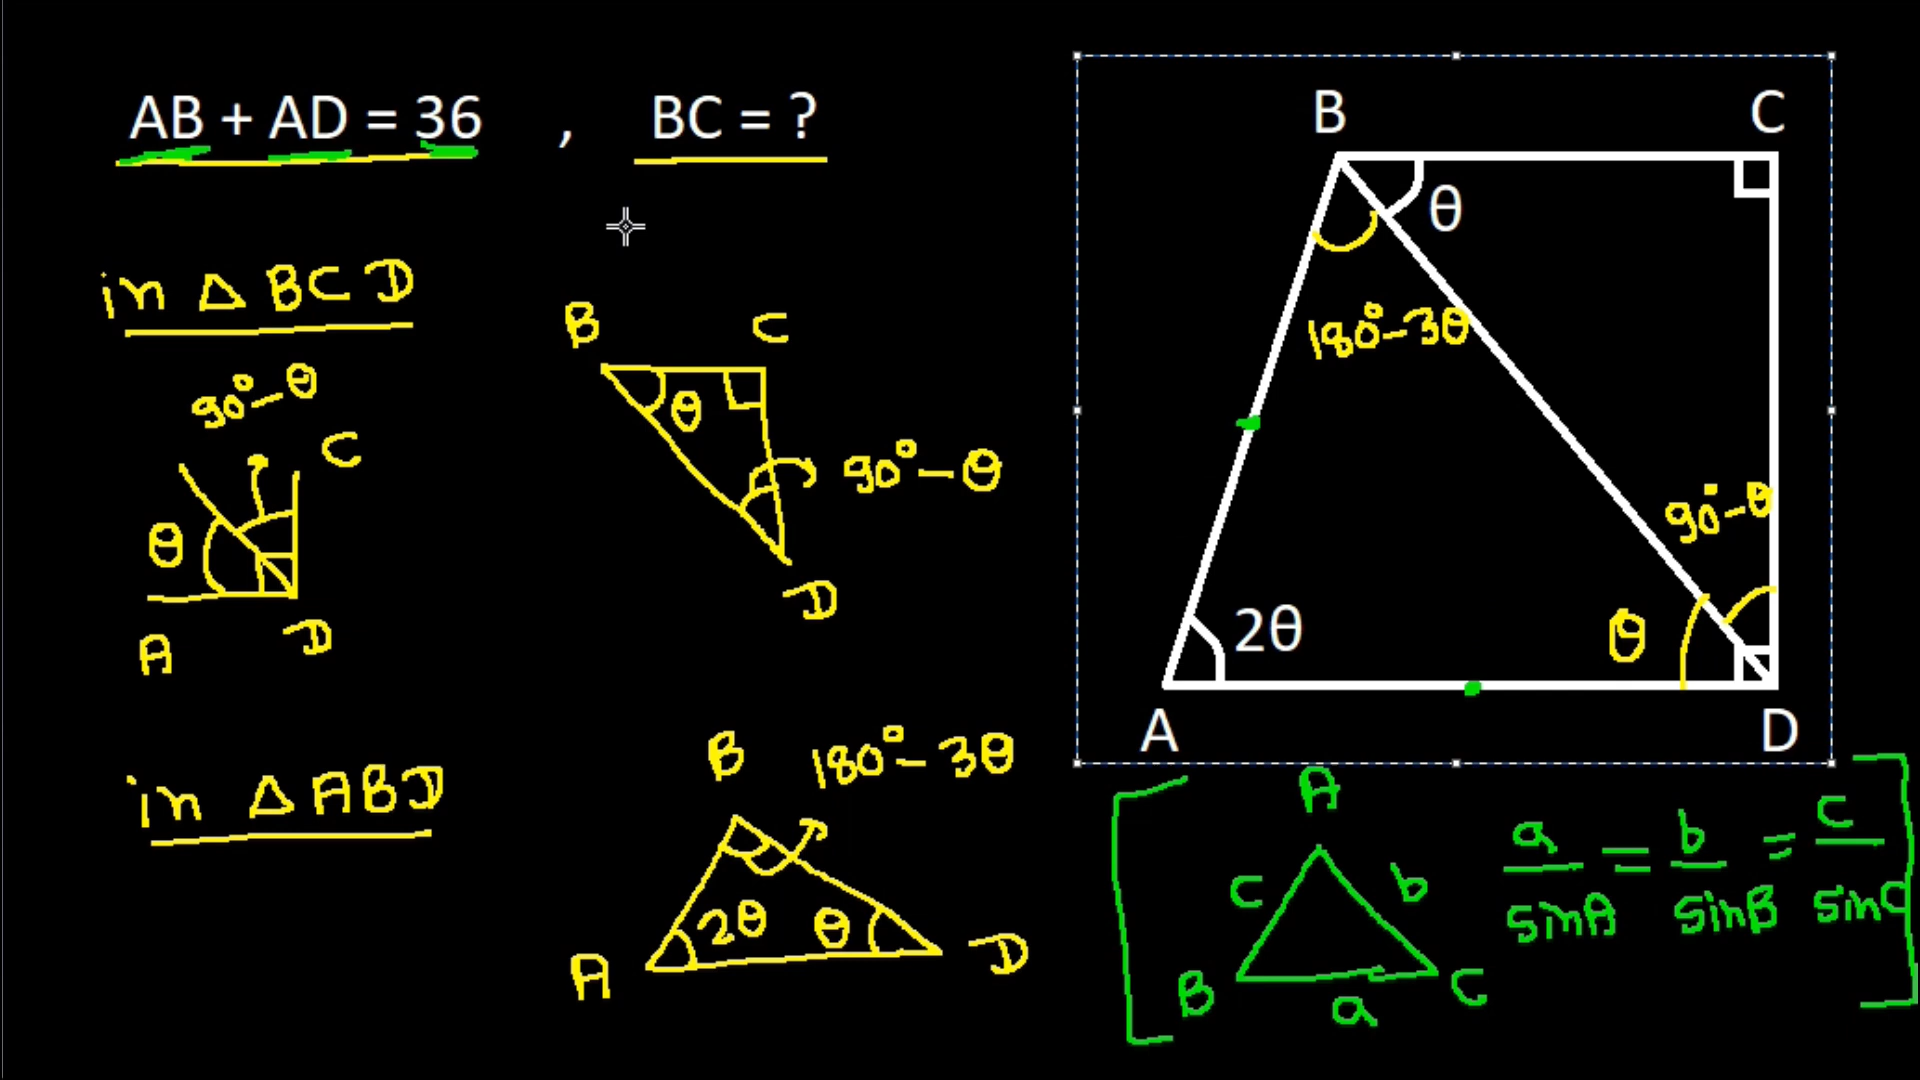 AB + AD = 36 , BC = ?
B C
θ
180° - 3θ
90° - θ
2θ θ
A D
in △ BCD
B C
θ
90° - θ
D
90° - θ
C
θ
A D
in △ ABD
B 180° - 3θ
2θ θ
A D
A
c b
B a C
a/sinA = b/sinB = c/sinC